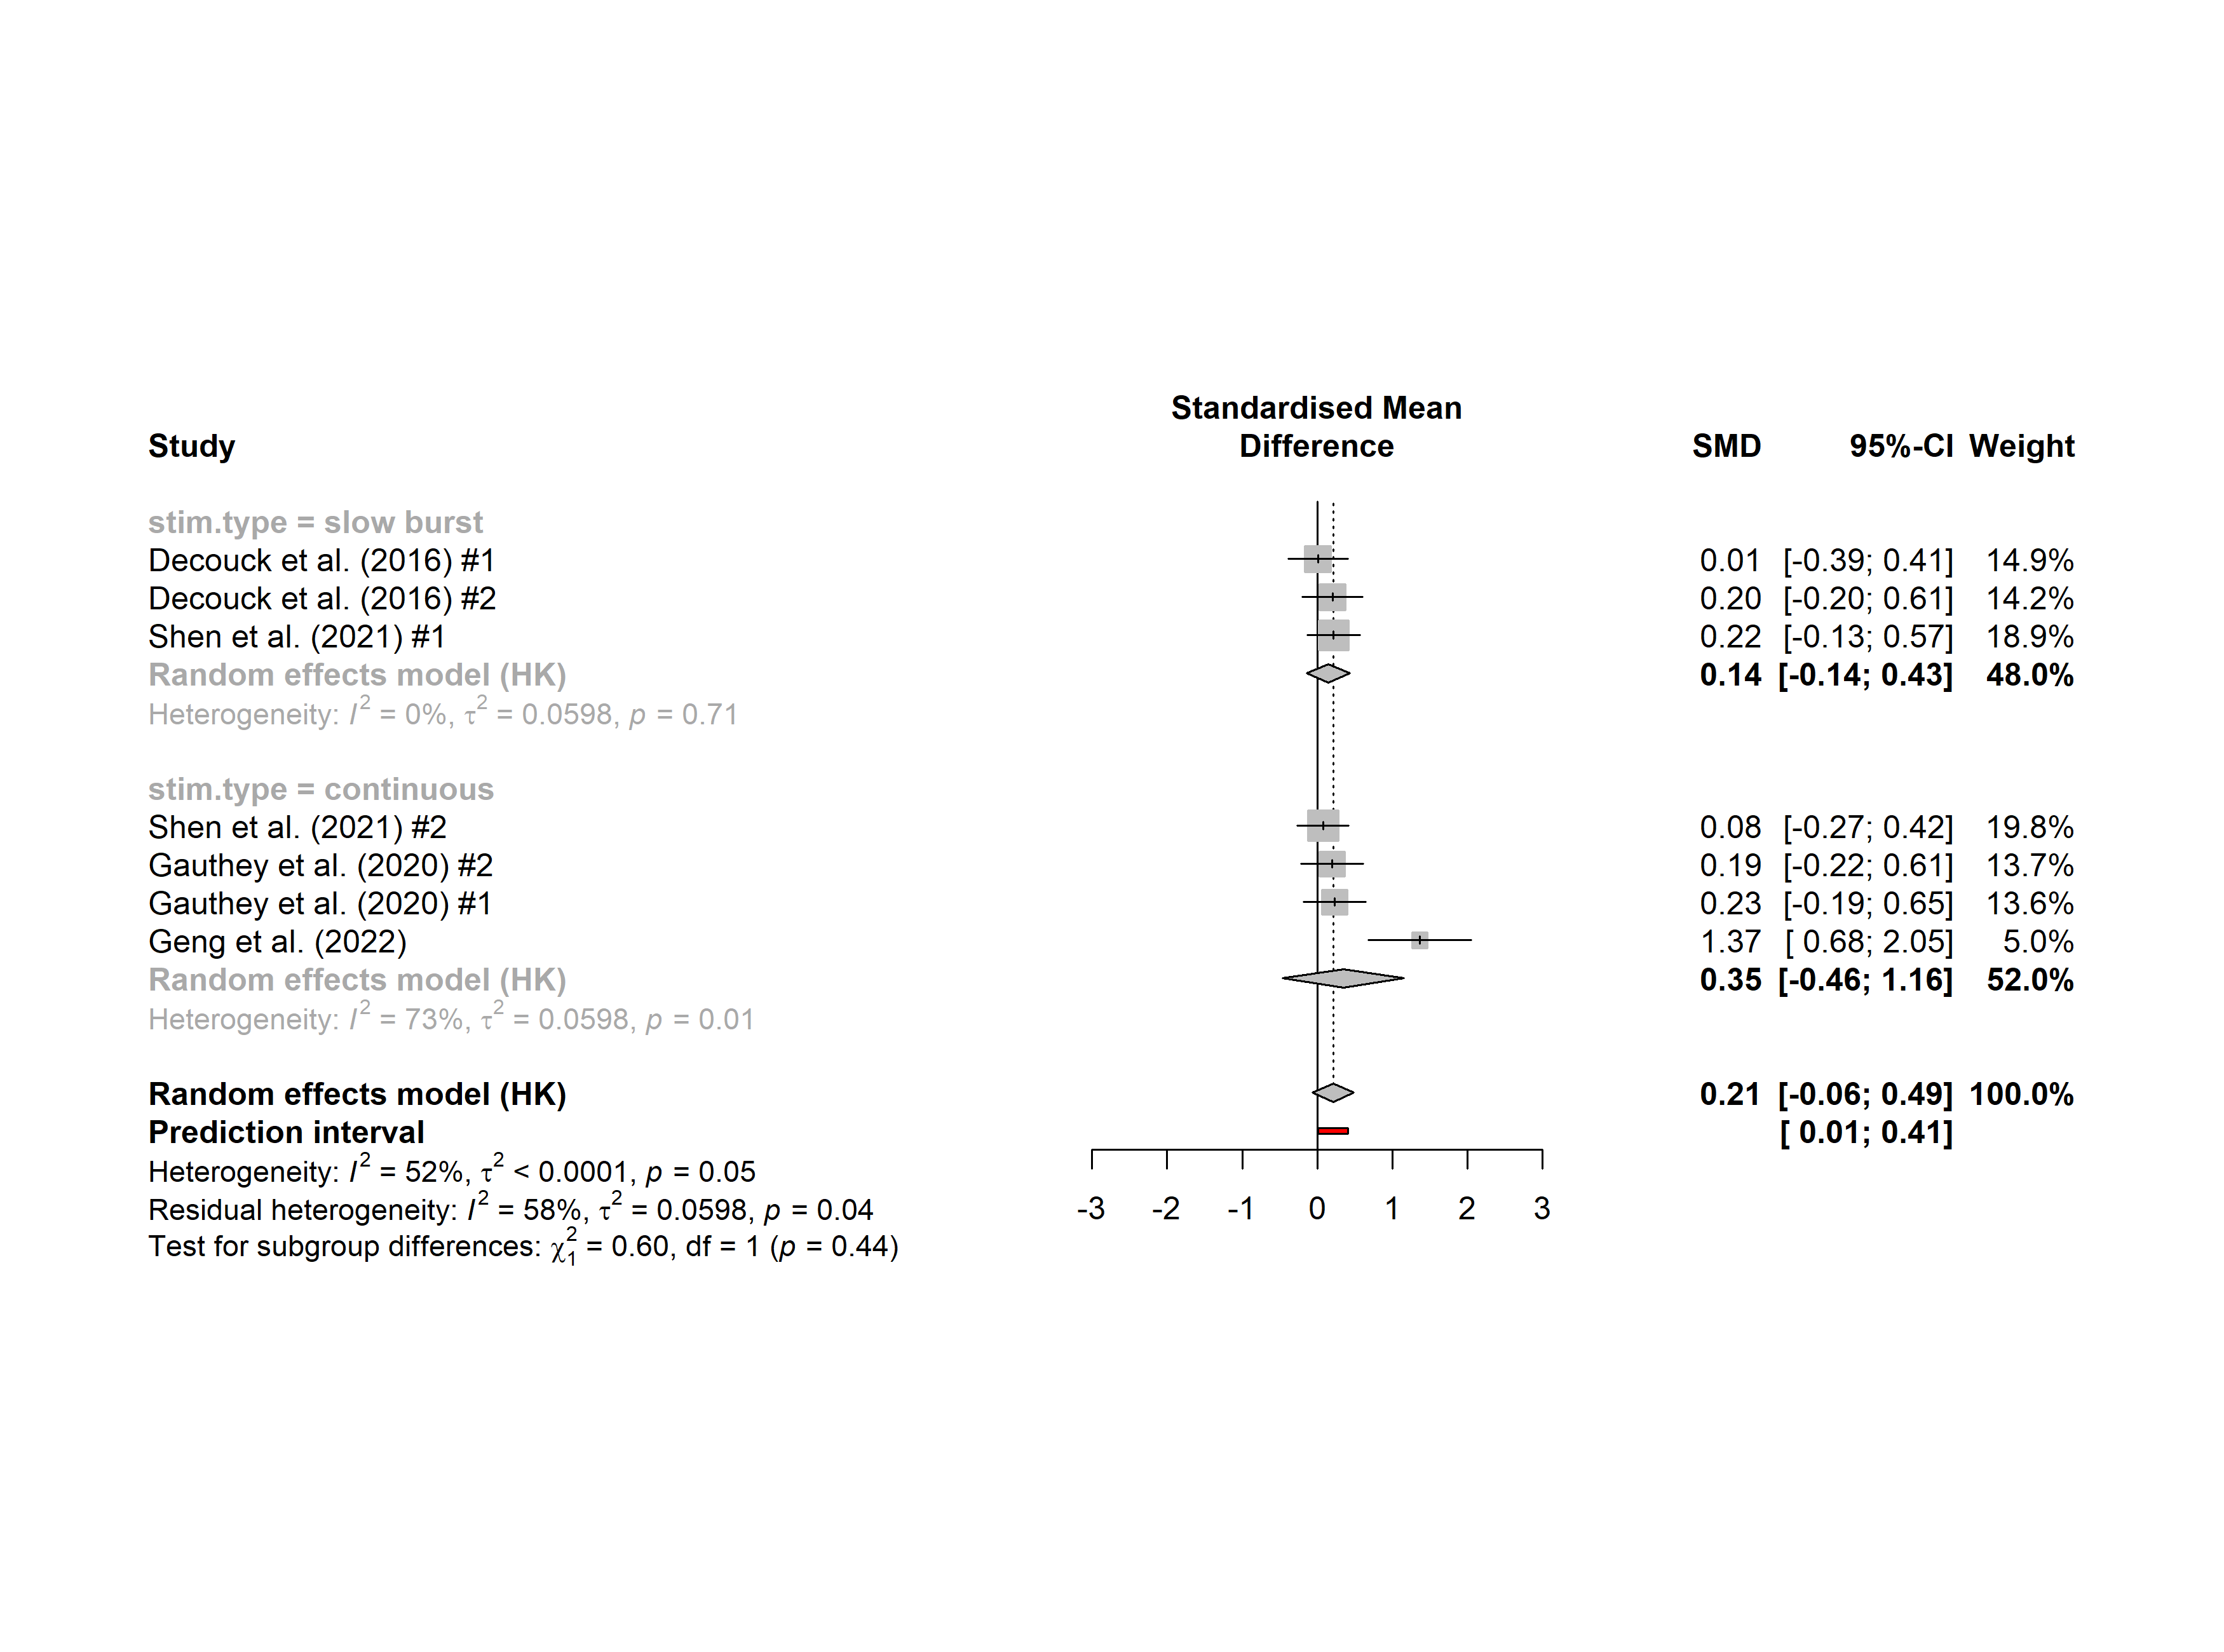 Standardised Mean
Study Difference SMD 95%-CI Weight
stim.type = slow burst
Decouck et al. (2016) #1 0.01 [-0.39; 0.41] 14.9%
Decouck et al. (2016) #2 0.20 [-0.20; 0.61] 14.2%
Shen et al. (2021) #1 0.22 [-0.13; 0.57] 18.9%
Random effects model (HK) 0.14 [-0.14; 0.43] 48.0%
Heterogeneity: I² = 0%, τ² = 0.0598, p = 0.71
stim.type = continuous
Shen et al. (2021) #2 0.08 [-0.27; 0.42] 19.8%
Gauthey et al. (2020) #2 0.19 [-0.22; 0.61] 13.7%
Gauthey et al. (2020) #1 0.23 [-0.19; 0.65] 13.6%
Geng et al. (2022) 1.37 [ 0.68; 2.05] 5.0%
Random effects model (HK) 0.35 [-0.46; 1.16] 52.0%
Heterogeneity: I² = 73%, τ² = 0.0598, p = 0.01
Random effects model (HK) 0.21 [-0.06; 0.49] 100.0%
Prediction interval [ 0.01; 0.41]
Heterogeneity: I² = 52%, τ² < 0.0001, p = 0.05
Residual heterogeneity: I² = 58%, τ² = 0.0598, p = 0.04
-3 -2 -1 0 1 2 3
Test for subgroup differences: χ²₁ = 0.60, df = 1 (p = 0.44)